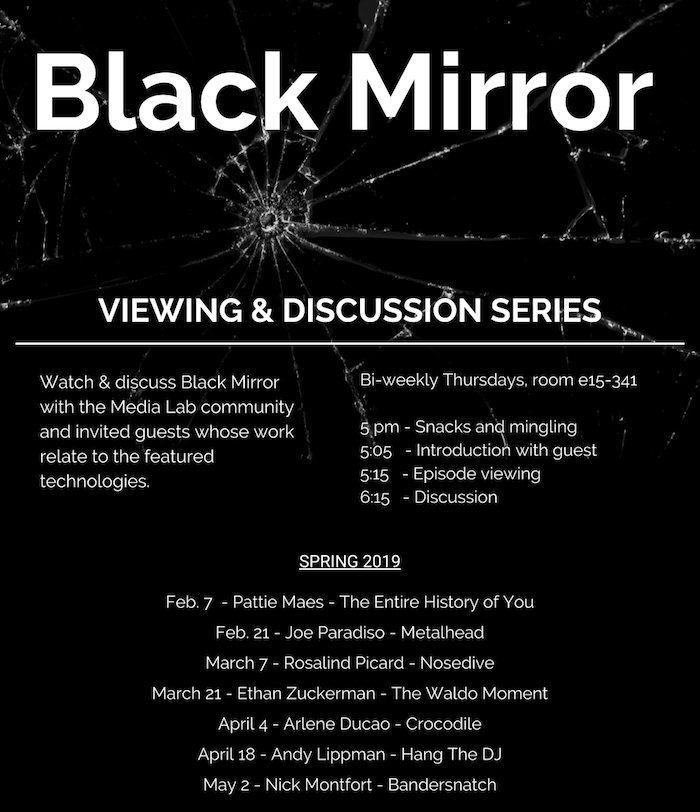 Black Mirror
VIEWING & DISCUSSION SERIES
Watch & discuss Black Mirror
with the Media Lab community
and invited guests whose work
relate to the featured
technologies.
Bi-weekly Thursdays, room e15-341
5 pm - Snacks and mingling
5:05 - Introduction with guest
5:15 - Episode viewing
6:15 - Discussion
SPRING 2019
Feb. 7 - Pattie Maes - The Entire History of You
Feb. 21 - Joe Paradiso - Metalhead
March 7 - Rosalind Picard - Nosedive
March 21 - Ethan Zuckerman - The Waldo Moment
April 4 - Arlene Ducao - Crocodile
April 18 - Andy Lippman - Hang The DJ
May 2 - Nick Montfort - Bandersnatch